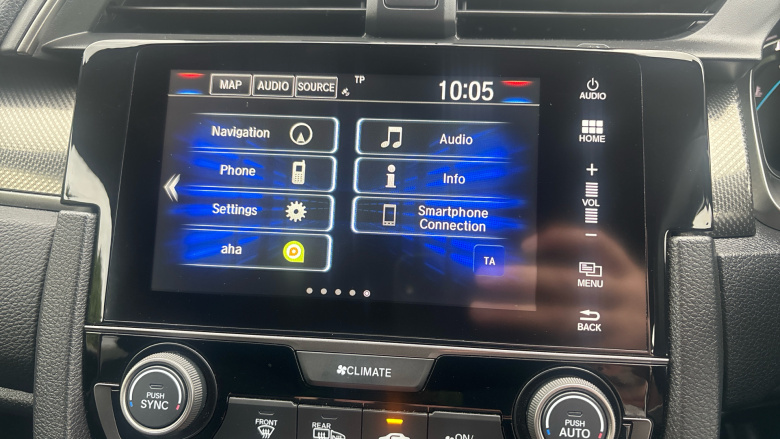 MAP AUDIO SOURCE TP 10:05
Navigation
Audio
Phone
Info
Settings
Smartphone
Connection
aha
TA
AUDIO
HOME
+
VOL
−
MENU
BACK
CLIMATE
PUSH
SYNC
FRONT
REAR
ON/
PUSH
AUTO